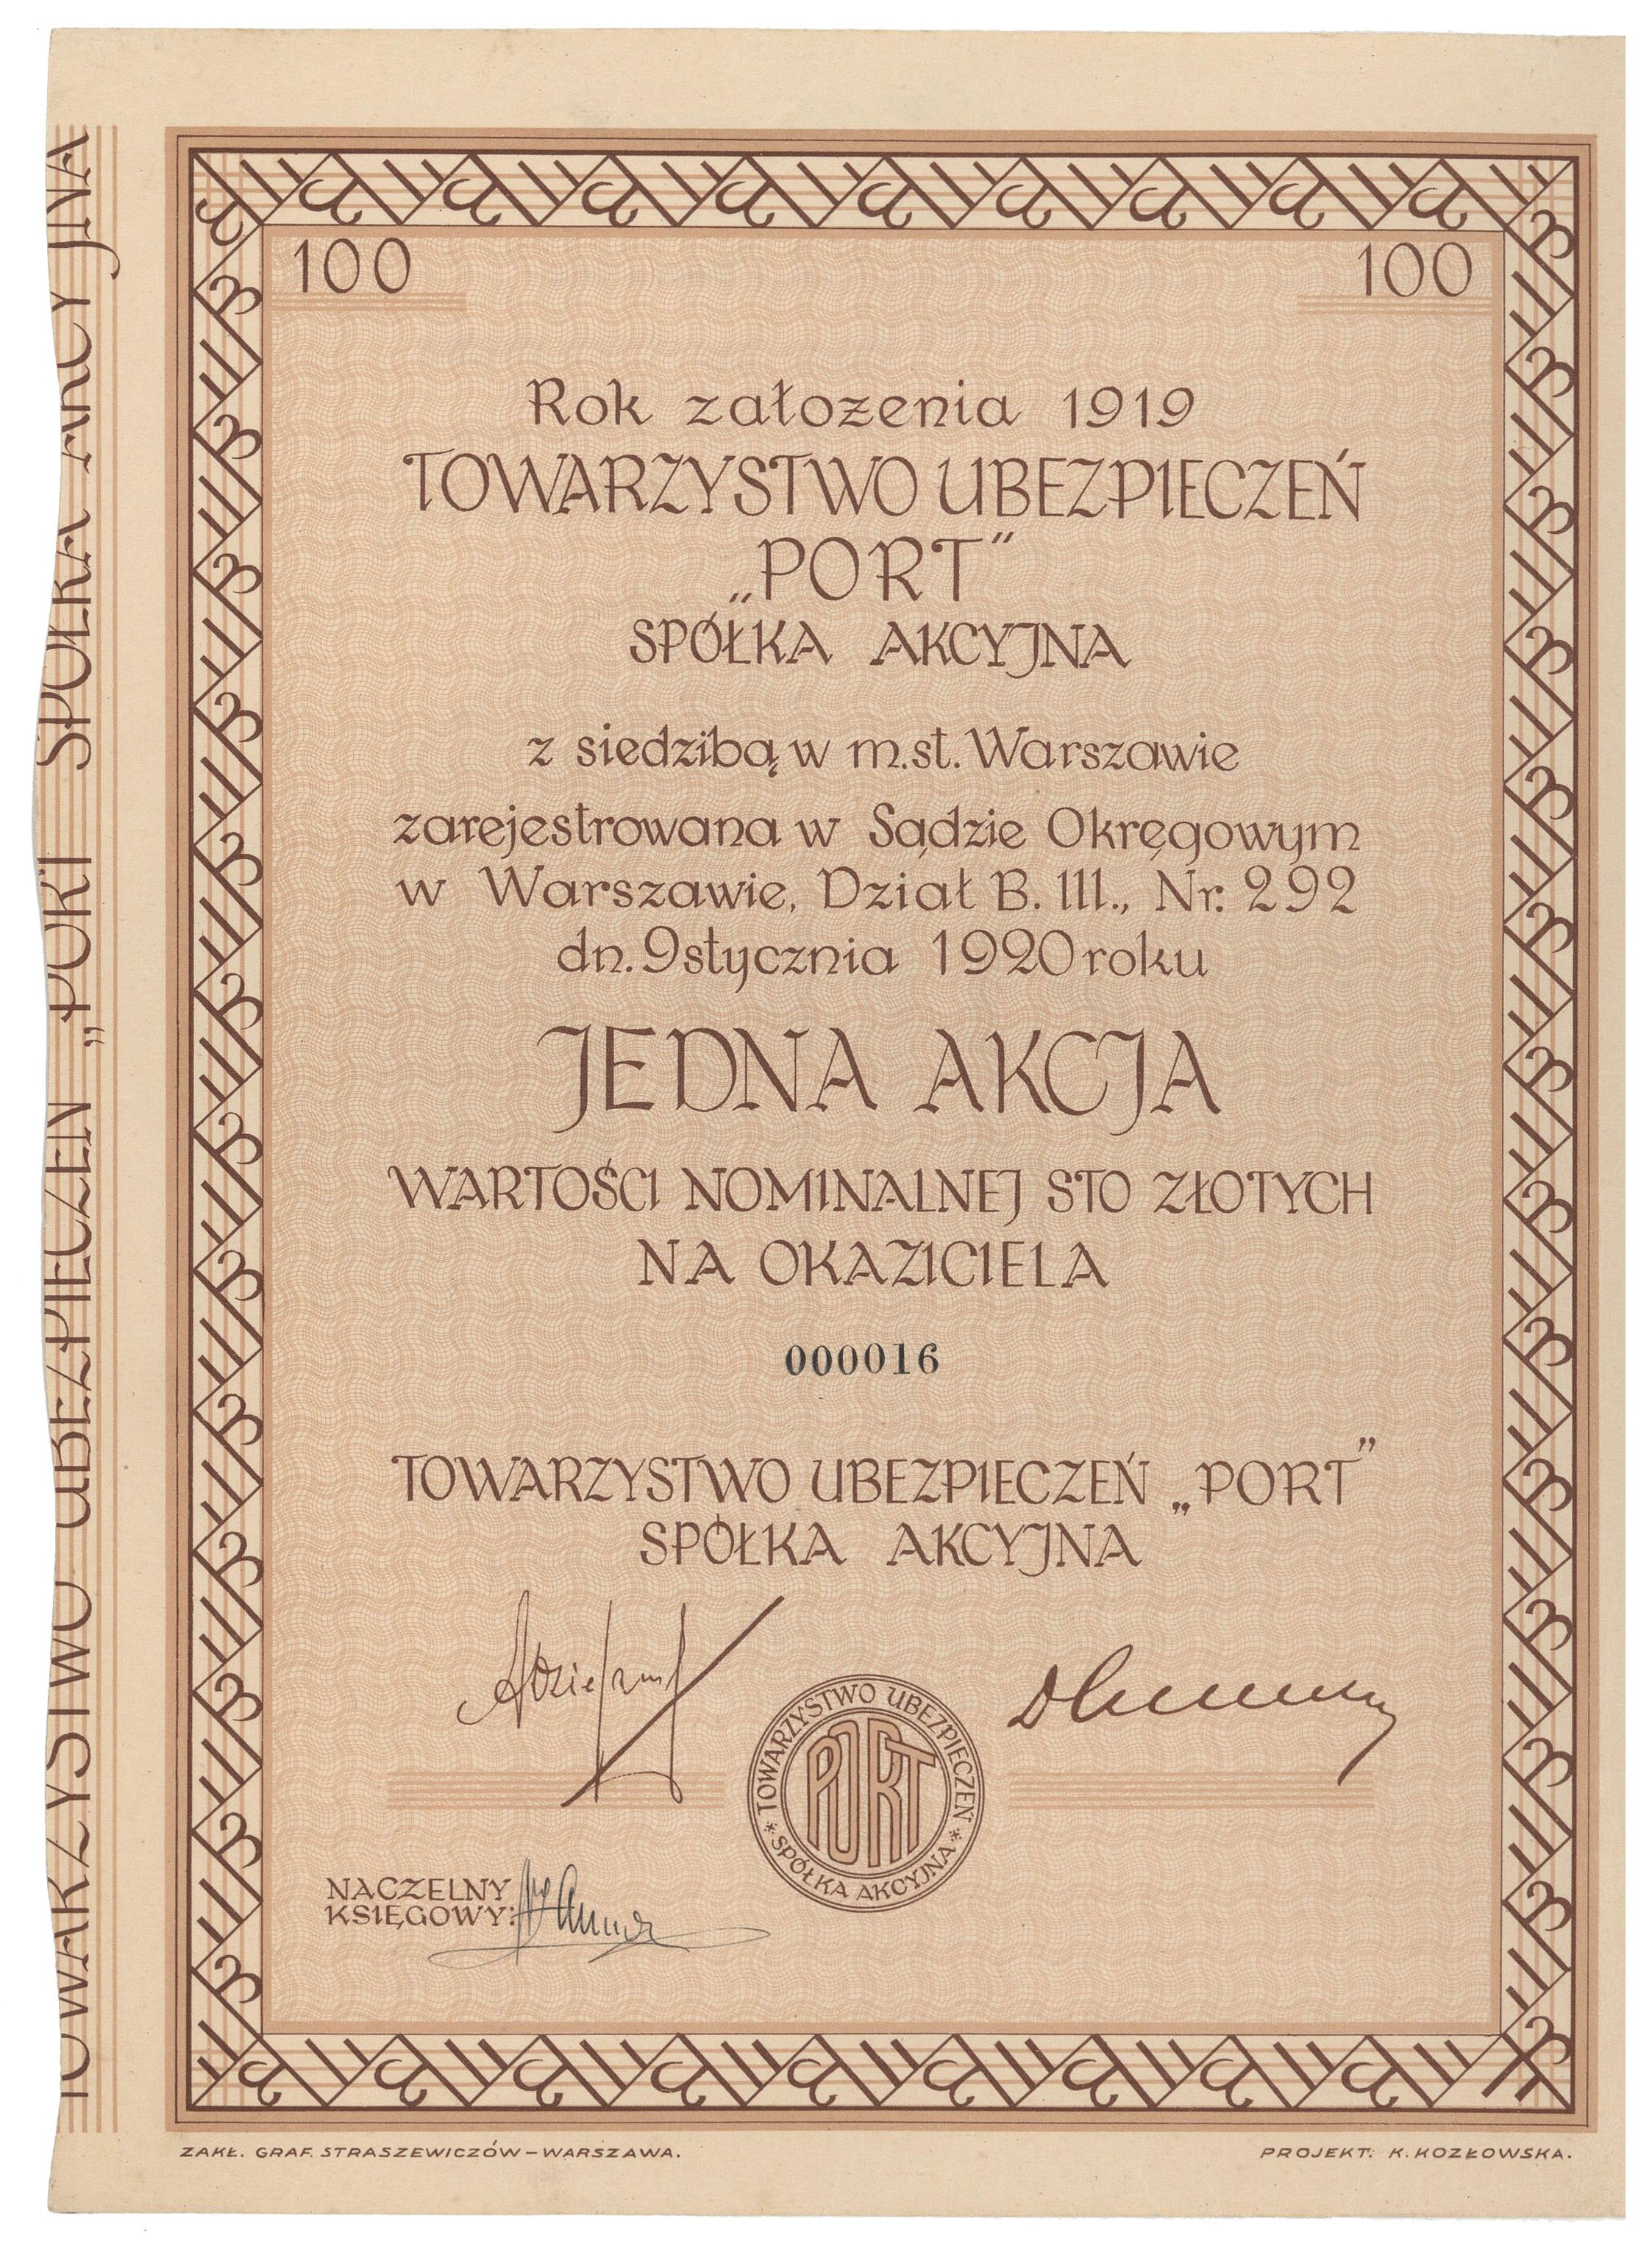 100
100
Rok założenia 1919
TOWARZYSTWO UBEZPIECZEŃ
„PORT”
SPÓŁKA AKCYJNA
z siedzibą w m.st. Warszawie
zarejestrowana w Sądzie Okręgowym
w Warszawie, Dział B. III., Nr. 292
dn. 9 stycznia 1920 roku
JEDNA AKCJA
WARTOŚCI NOMINALNEJ STO ZŁOTYCH
NA OKAZICIELA
000016
TOWARZYSTWO UBEZPIECZEŃ „PORT”
SPÓŁKA AKCYJNA
* TOWARZYSTWO UBEZPIECZEŃ *
PORT
SPÓŁKA AKCYJNA
NACZELNY
KSIĘGOWY:
TOWARZYSTWO UBEZPIECZEŃ „PORT SPÓŁKA AKCYJNA
ZAKŁ. GRAF. STRASZEWICZÓW – WARSZAWA.
PROJEKT: K. KOZŁOWSKA.